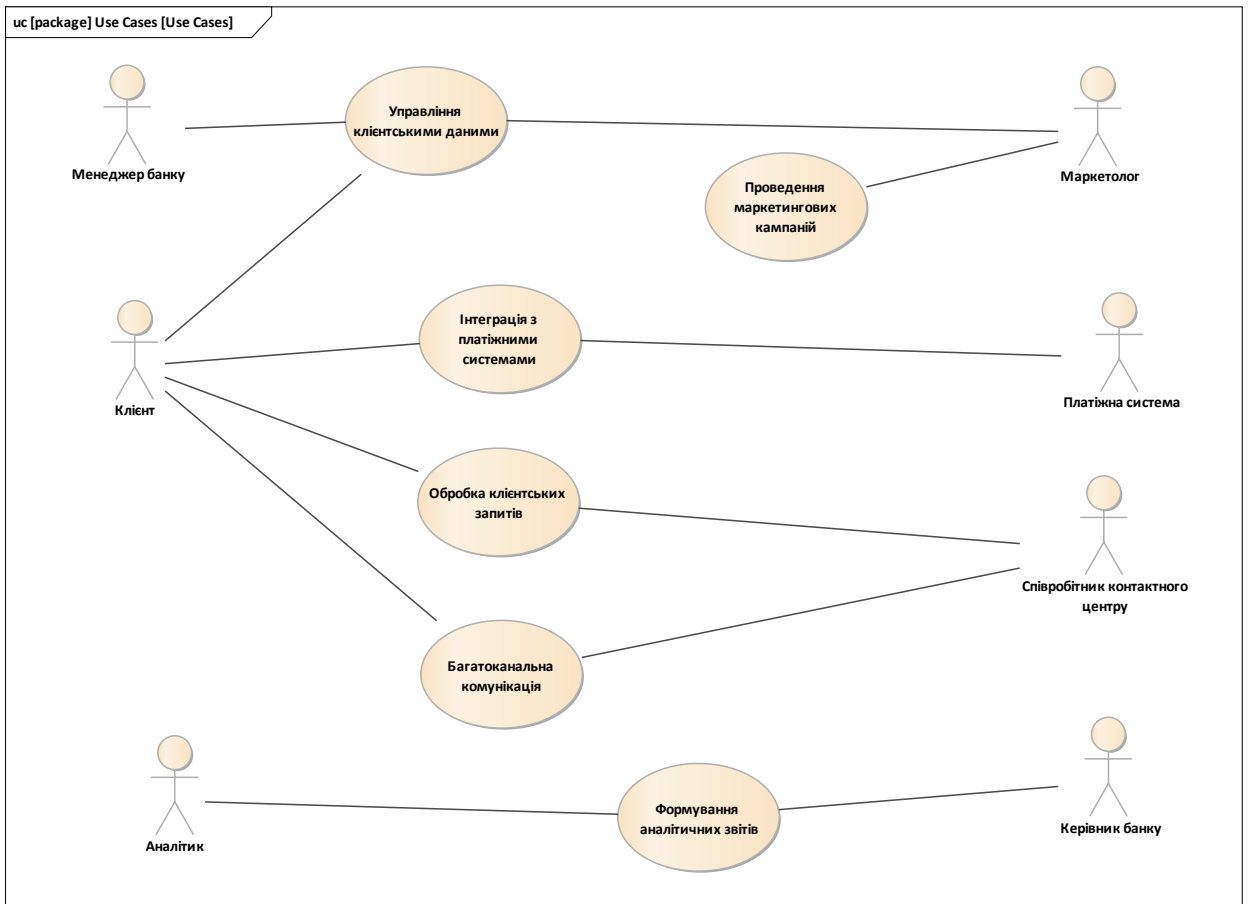 uc [package] Use Cases [Use Cases]
Менеджер банку
Управління
клієнтськими даними
Маркетолог
Проведення
маркетингових
кампаній
Клієнт
Інтеграція з
платіжними
системами
Платіжна система
Обробка клієнтських
запитів
Співробітник контактного
центру
Багатоканальна
комунікація
Аналітик
Формування
аналітичних звітів
Керівник банку